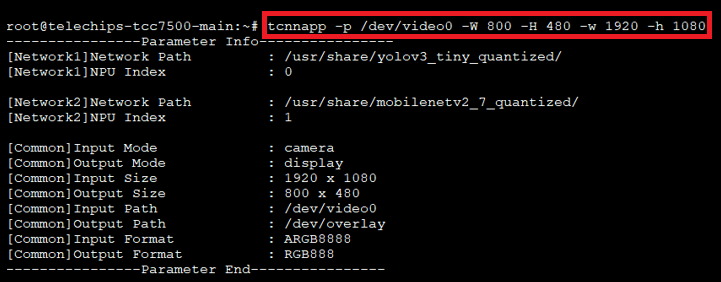 root@telechips-tcc7500-main:~# tcnnapp -p /dev/video0 -W 800 -H 480 -w 1920 -h 1080
----------------Parameter Info----------------
[Network1]Network Path : /usr/share/yolov3_tiny_quantized/
[Network1]NPU Index : 0
[Network2]Network Path : /usr/share/mobilenetv2_7_quantized/
[Network2]NPU Index : 1
[Common]Input Mode : camera
[Common]Output Mode : display
[Common]Input Size : 1920 x 1080
[Common]Output Size : 800 x 480
[Common]Input Path : /dev/video0
[Common]Output Path : /dev/overlay
[Common]Input Format : ARGB8888
[Common]Output Format : RGB888
----------------Parameter End----------------